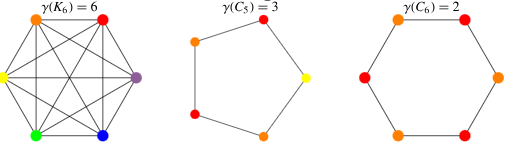 γ(K₆) = 6
γ(C₅) = 3
γ(C₆) = 2